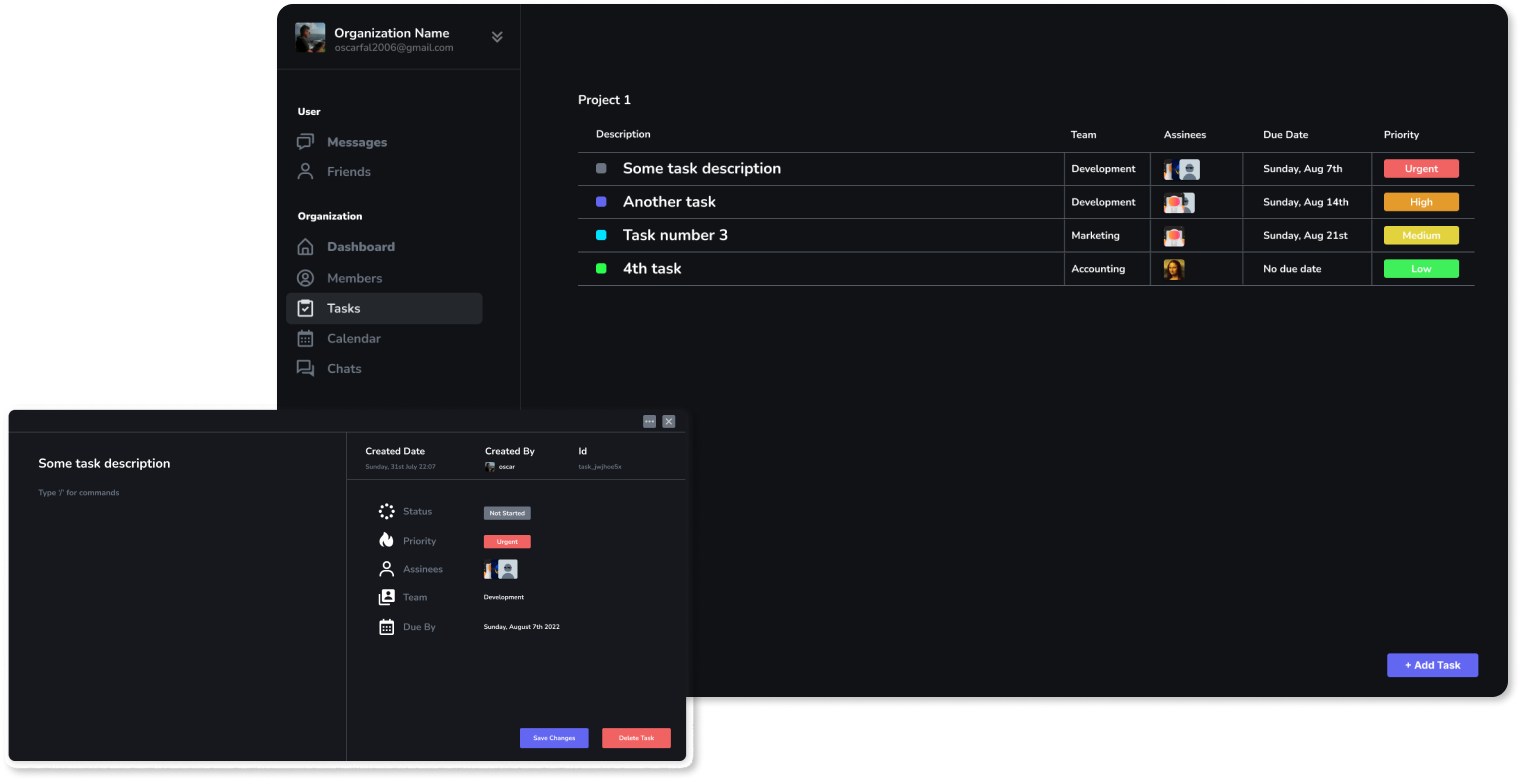 Organization Name
oscarfal2006@gmail.com
User
Messages
Friends
Organization
Dashboard
Members
Tasks
Calendar
Chats
Project 1
Description Team Assinees Due Date Priority
Some task description Development Sunday, Aug 7th Urgent
Another task Development Sunday, Aug 14th High
Task number 3 Marketing Sunday, Aug 21st Medium
4th task Accounting No due date Low
+ Add Task
Some task description
Type '/' for commands
Created Date Created By Id
Sunday, 31st July 22:07 oscar task_jwjhoe5x
Status Not Started
Priority Urgent
Assinees
Team Development
Due By Sunday, August 7th 2022
Save Changes Delete Task